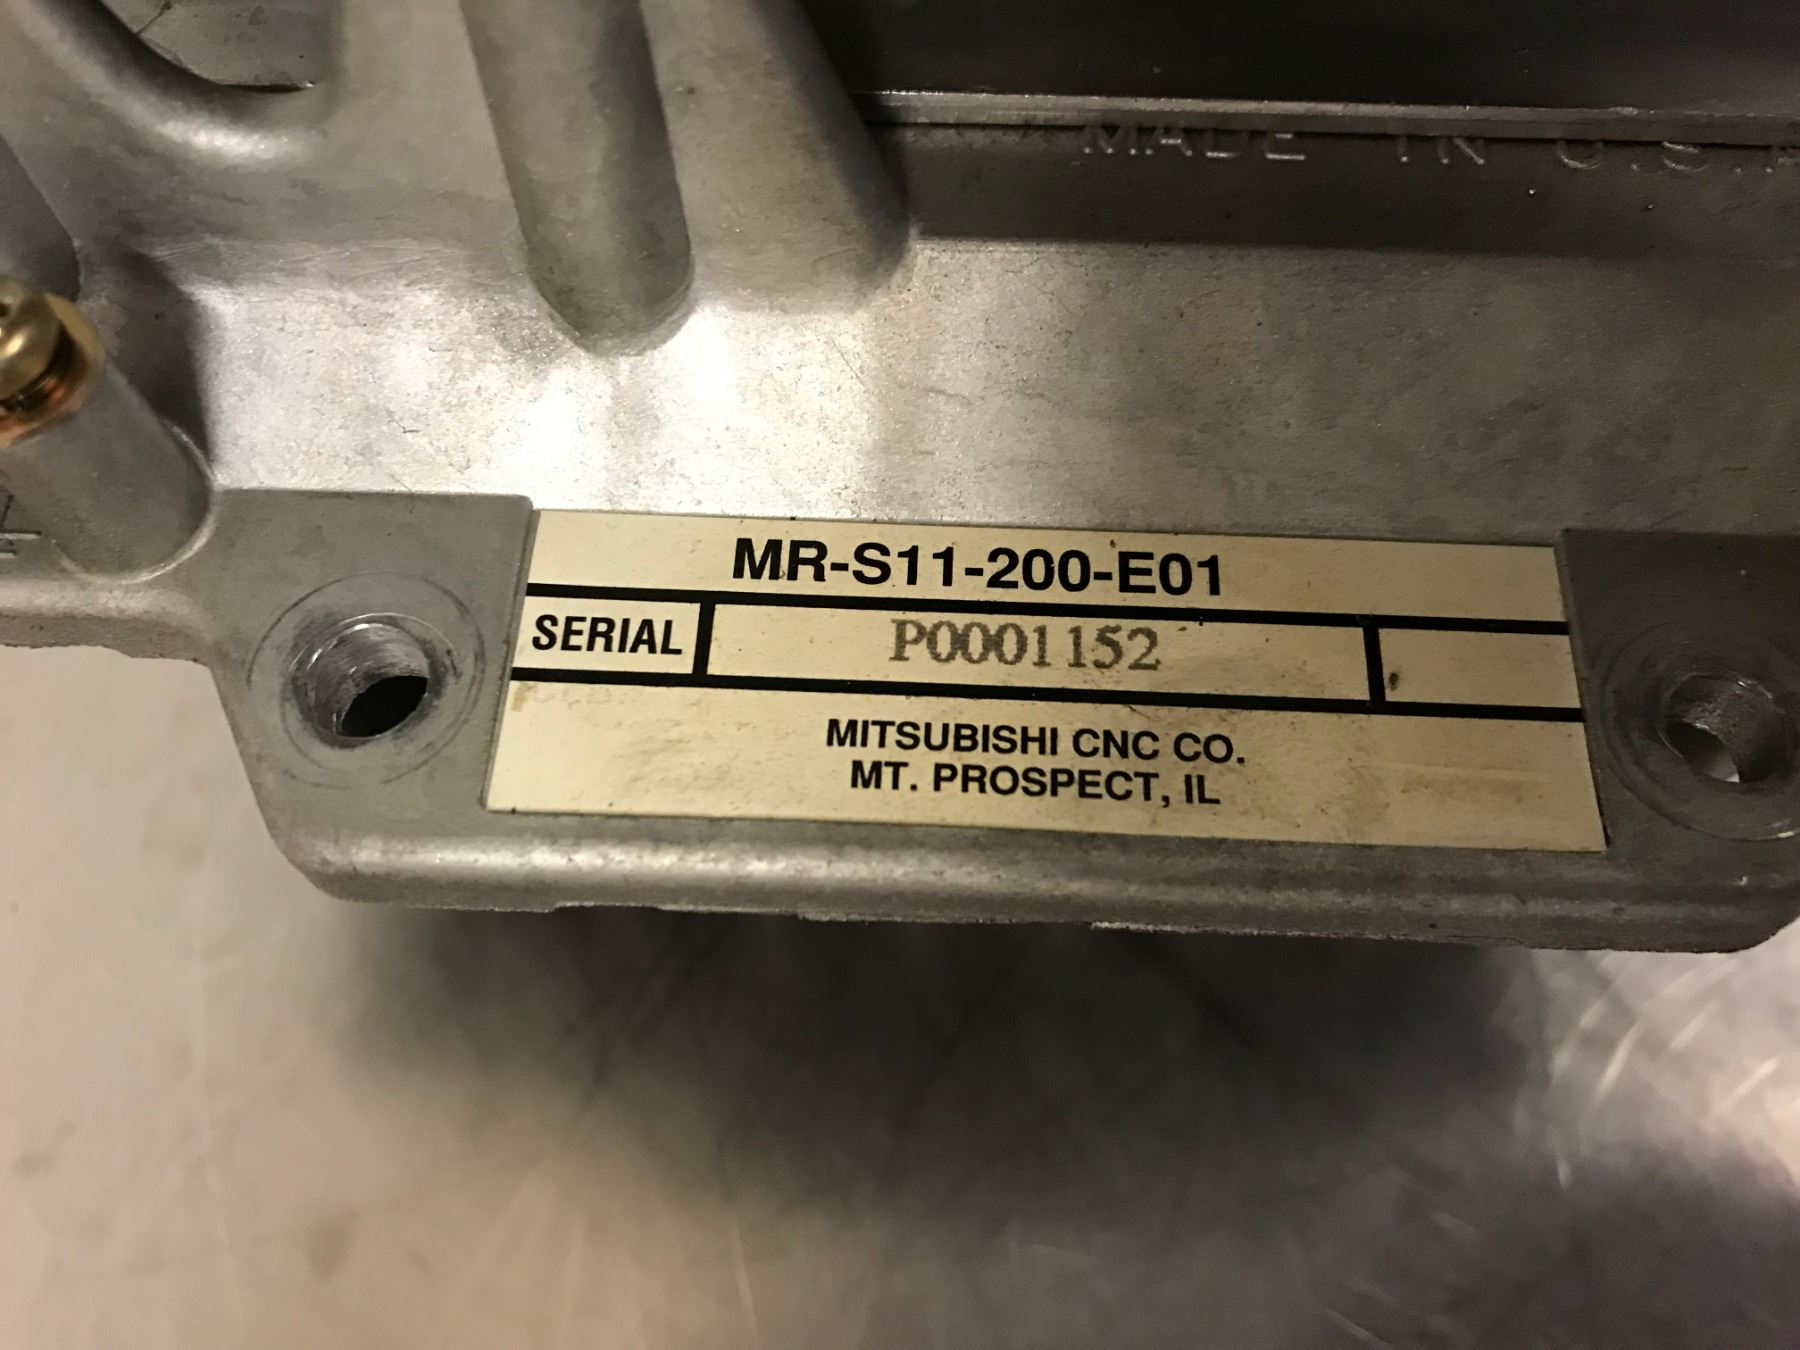 MADE IN U.S.A
MR-S11-200-E01
SERIAL P0001152
MITSUBISHI CNC CO.
MT. PROSPECT, IL